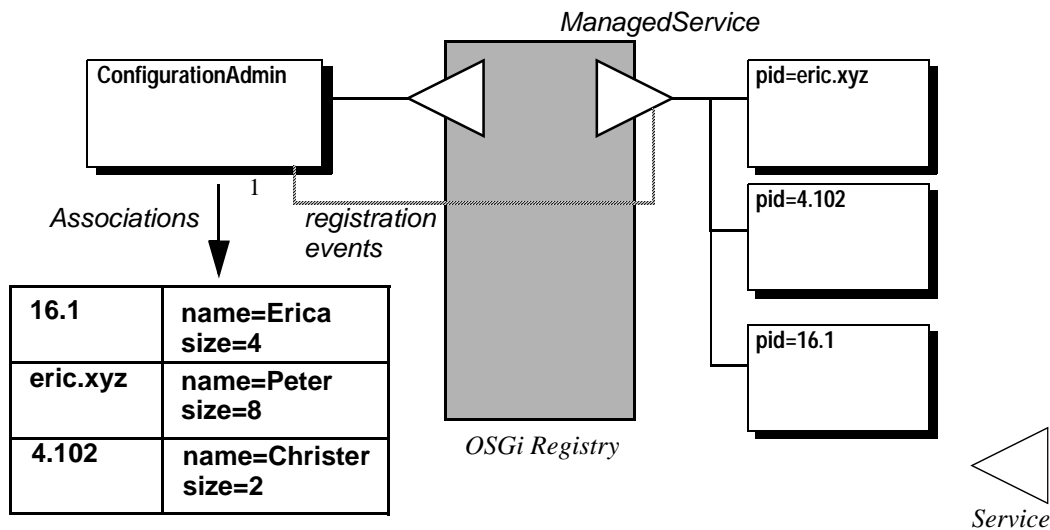 ManagedService
ConfigurationAdmin
pid=eric.xyz
1
pid=4.102
Associations
registration
events
16.1
name=Erica
size=4
eric.xyz
name=Peter
size=8
4.102
name=Christer
size=2
pid=16.1
OSGi Registry
Service